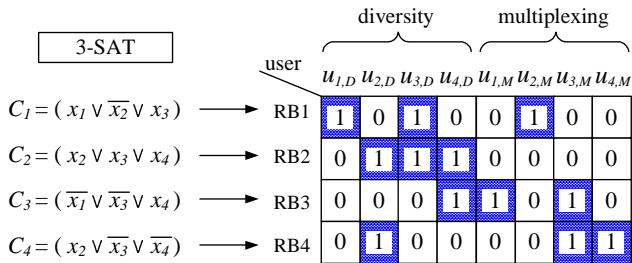 diversity multiplexing
3-SAT
user u1,D u2,D u3,D u4,D u1,M u2,M u3,M u4,M
C1 = ( x1 ∨ x̅2 ∨ x3 ) RB1 1 0 1 0 0 1 0 0
C2 = ( x2 ∨ x3 ∨ x4 ) RB2 0 1 1 1 0 0 0 0
C3 = ( x̅1 ∨ x̅3 ∨ x4 ) RB3 0 0 0 1 1 0 1 0
C4 = ( x2 ∨ x̅3 ∨ x̅4 ) RB4 0 1 0 0 0 0 1 1